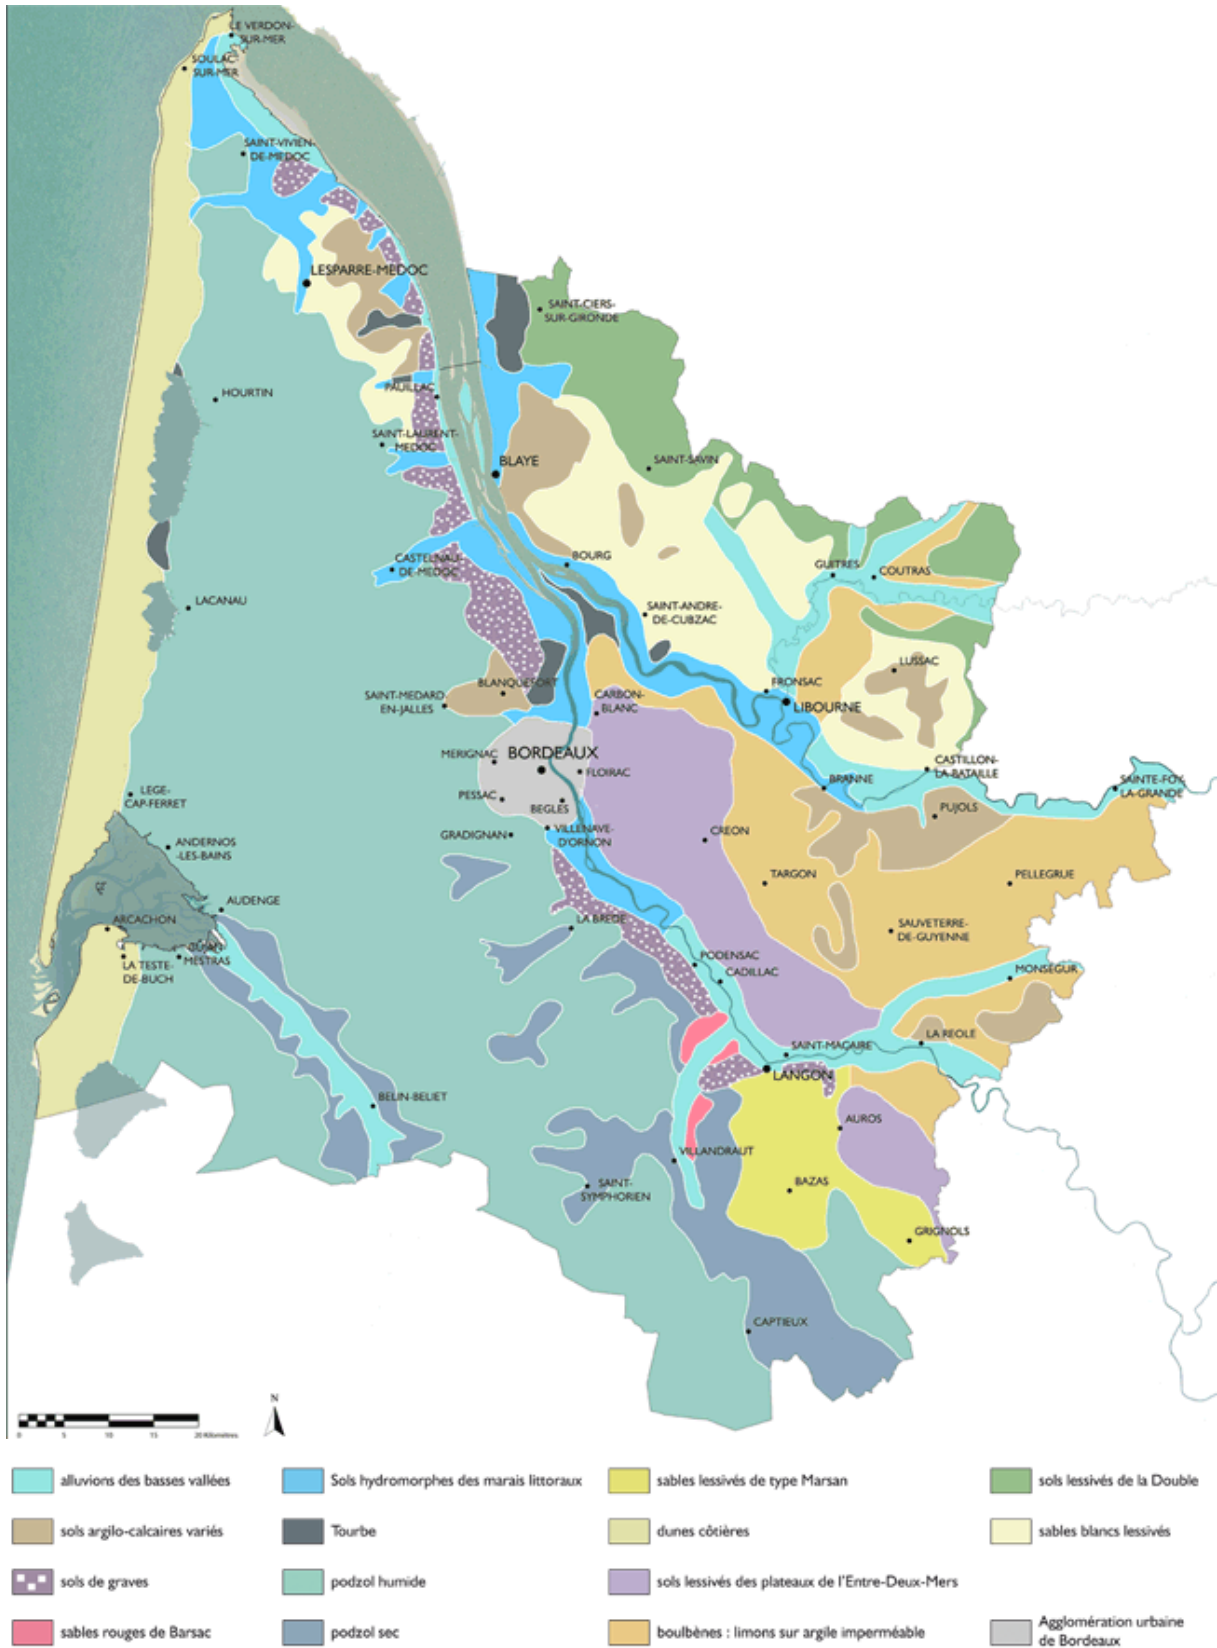 LE VERDON-
SUR-MER
SOULAC-
SUR-MER
SAINT-VIVIEN-
DE-MEDOC
LESPARRE-MEDOC
SAINT-CIERS-
SUR-GIRONDE
HOURTIN
PAUILLAC
SAINT-LAURENT-
MEDOC
BLAYE
SAINT-SAVIN
CASTELNAU-
DE-MEDOC
BOURG
GUITRES
COUTRAS
LACANAU
SAINT-ANDRE-
DE-CUBZAC
LUSSAC
BLANQUEFORT
SAINT-MEDARD
EN-JALLES
CARBON-
BLANC
FRONSAC
LIBOURNE
MERIGNAC
BORDEAUX
FLOIRAC
CASTILLON-
LA-BATAILLE
BRANNE
SAINTE-FOY
LA-GRANDE
LEGE-
CAP-FERRET
PESSAC
BEGLES
PUJOLS
GRADIGNAN
VILLENAVE-
D'ORNON
CREON
ANDERNOS
-LES-BAINS
TARGON
PELLEGRUE
AUDENGE
ARCACHON
LA BREDE
SAUVETERRE-
DE-GUYENNE
GUJAN
MESTRAS
LA TESTE-
DE-BUCH
PODENSAC
CADILLAC
MONSEGUR
LA REOLE
SAINT-MACAIRE
LANGON
BELIN-BELIET
AUROS
VILLANDRAUT
SAINT-
SYMPHORIEN
BAZAS
GRIGNOLS
CAPTIEUX
N
0 5 10 15 20 Kilomètres
alluvions des basses vallées
Sols hydromorphes des marais littoraux
sables lessivés de type Marsan
sols lessivés de la Double
sols argilo-calcaires variés
Tourbe
dunes côtières
sables blancs lessivés
sols de graves
podzol humide
sols lessivés des plateaux de l'Entre-Deux-Mers
sables rouges de Barsac
podzol sec
boulbènes : limons sur argile imperméable
Agglomération urbaine
de Bordeaux